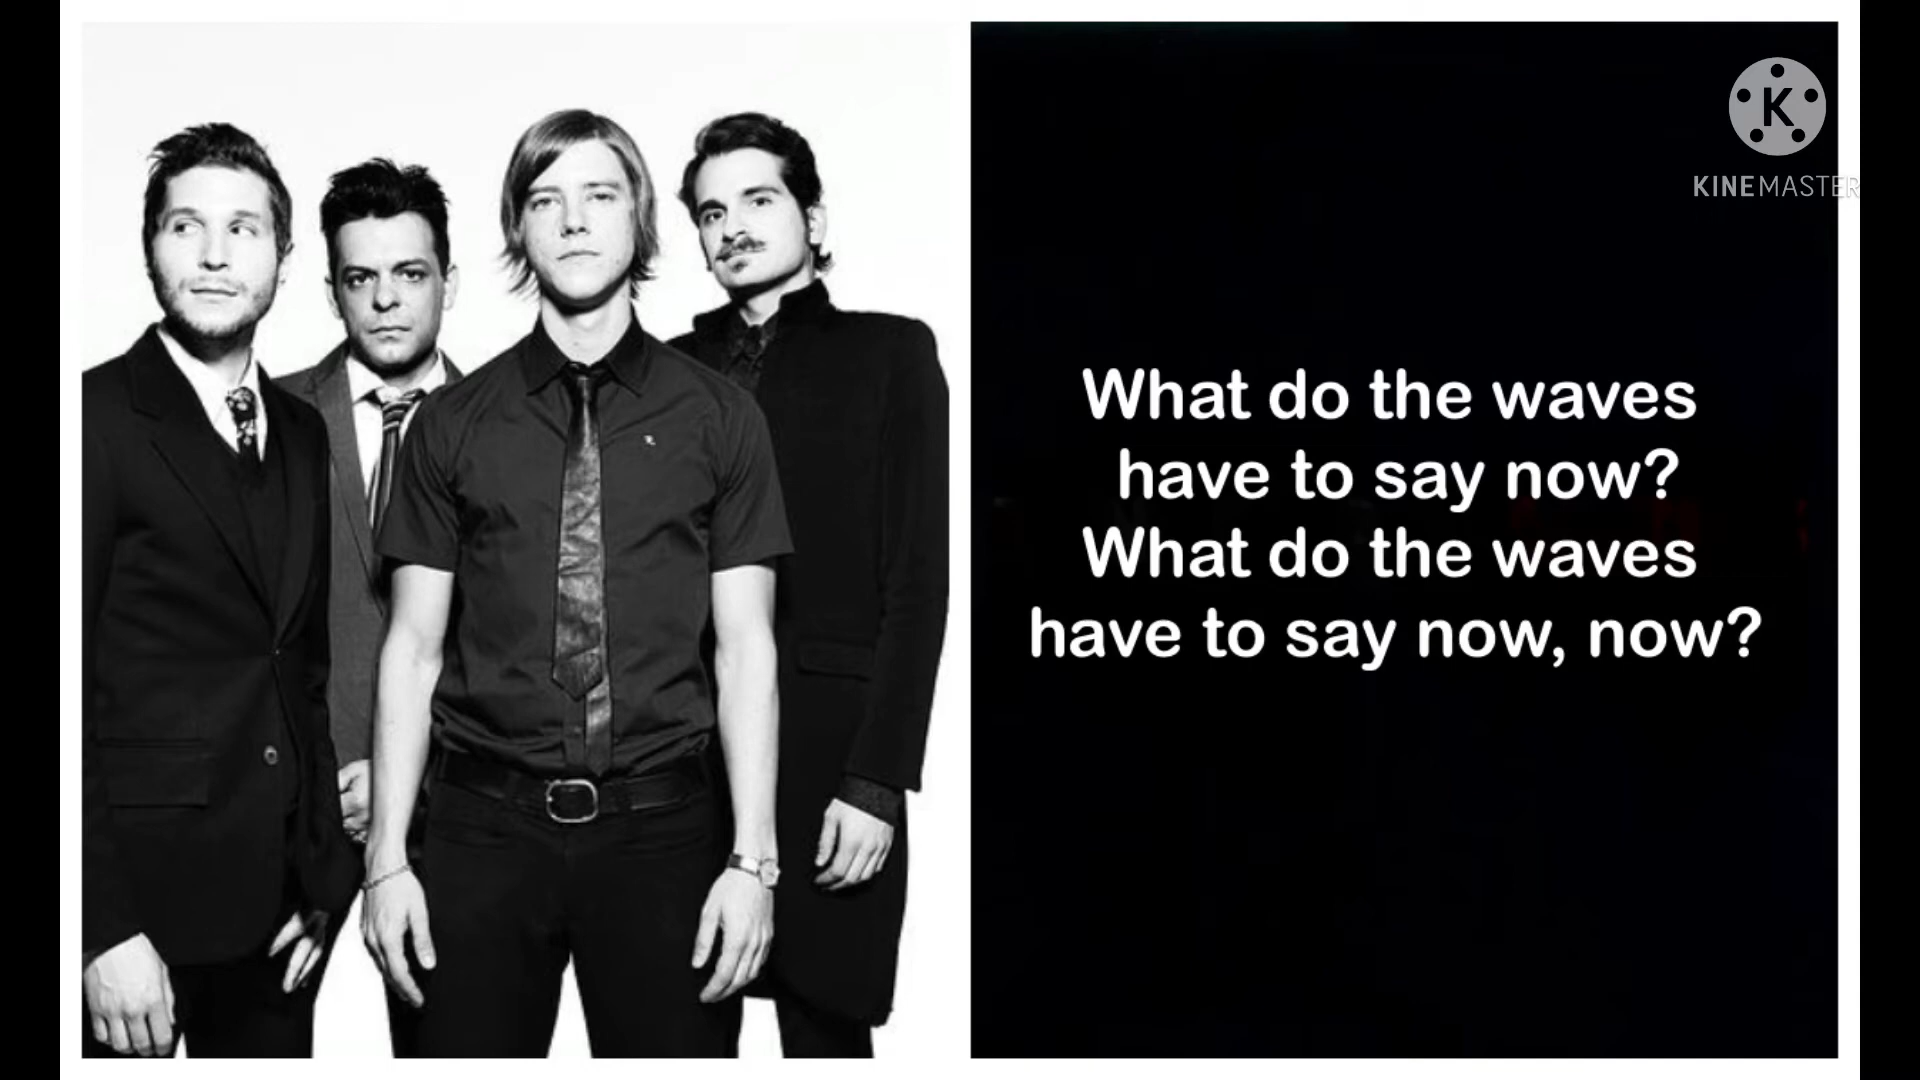 What do the waves
have to say now?
What do the waves
have to say now, now?
K
KINEMASTER